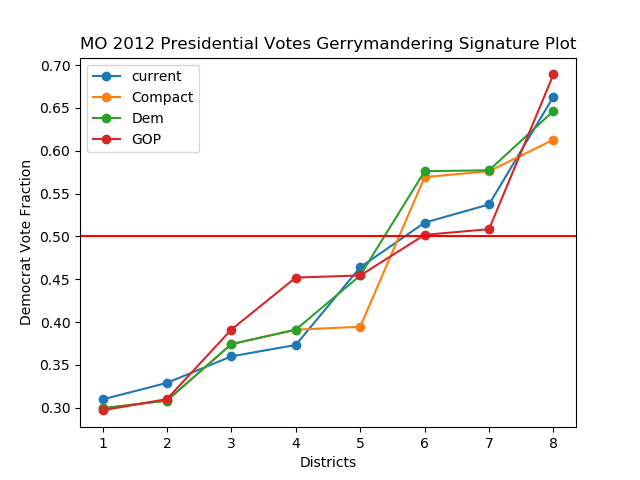 MO 2012 Presidential Votes Gerrymandering Signature Plot
current
Compact
Dem
GOP
Democrat Vote Fraction
0.70
0.65
0.60
0.55
0.50
0.45
0.40
0.35
0.30
1 2 3 4 5 6 7 8
Districts